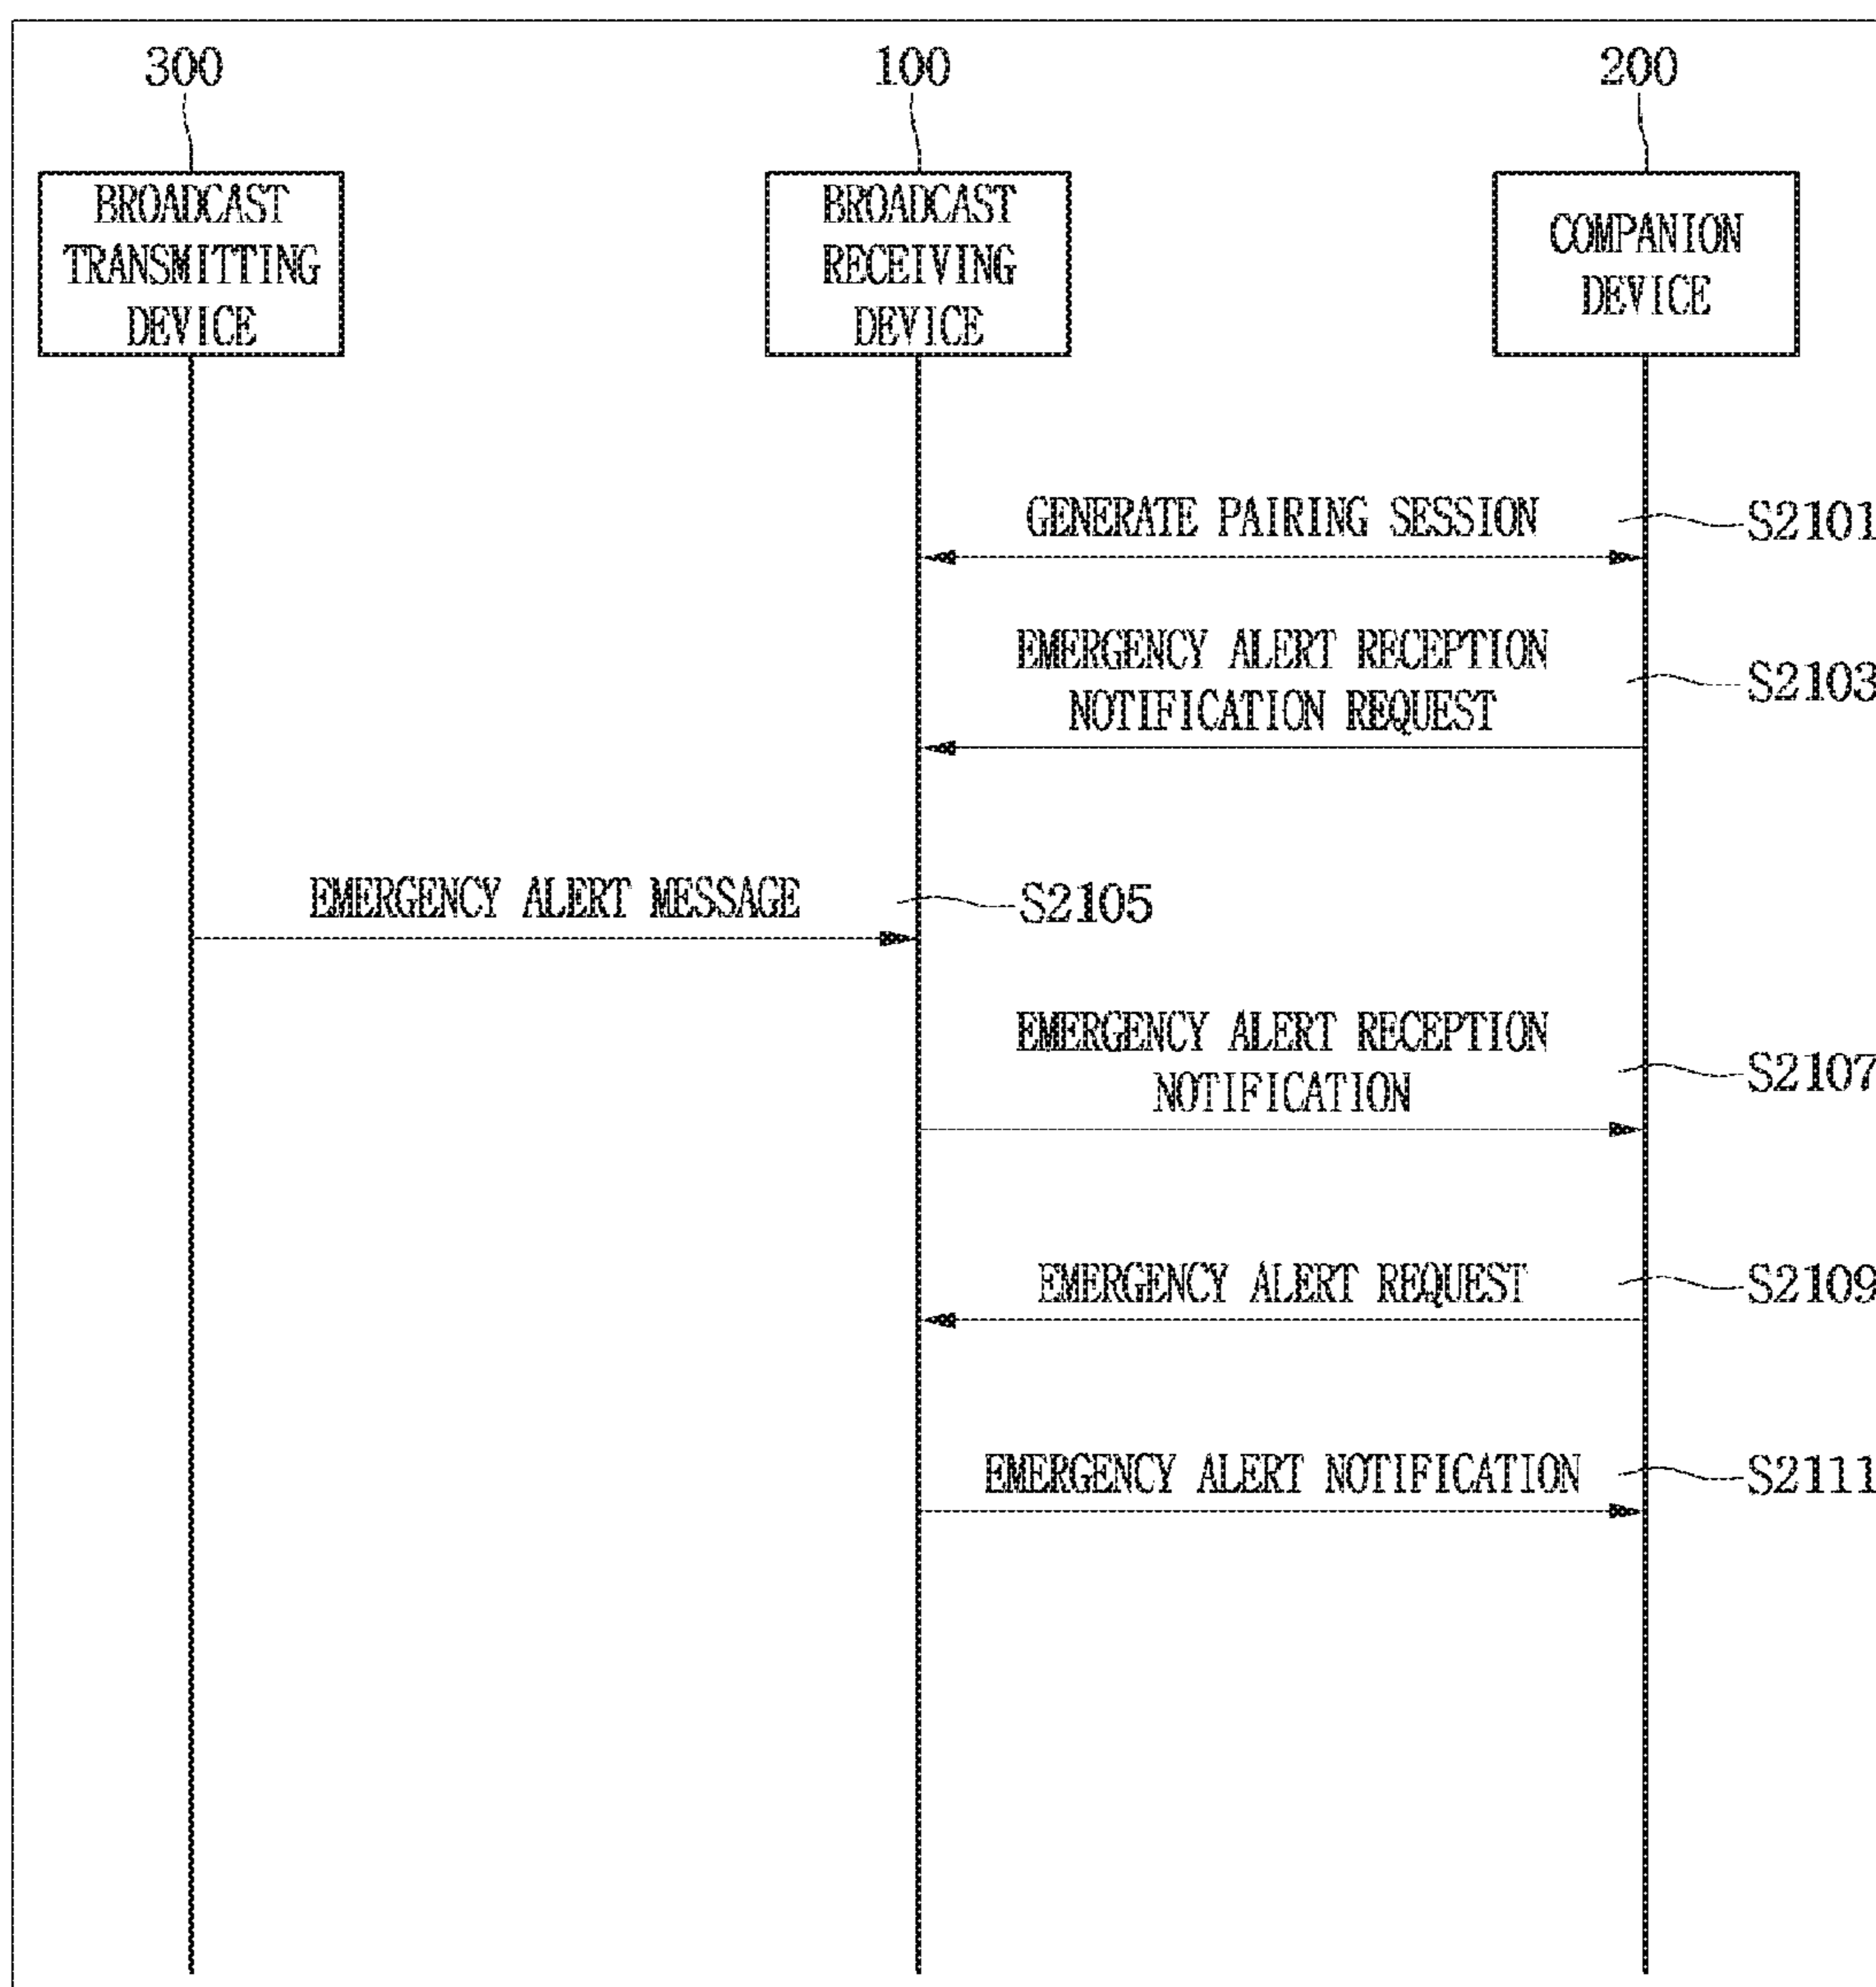 300
100
200
BROADCAST
TRANSMITTING
DEVICE
BROADCAST
RECEIVING
DEVICE
COMPANION
DEVICE
GENERATE PAIRING SESSION
S2101
EMERGENCY ALERT RECEPTION
NOTIFICATION REQUEST
S2103
EMERGENCY ALERT MESSAGE
S2105
EMERGENCY ALERT RECEPTION
NOTIFICATION
S2107
EMERGENCY ALERT REQUEST
S2109
EMERGENCY ALERT NOTIFICATION
S2111